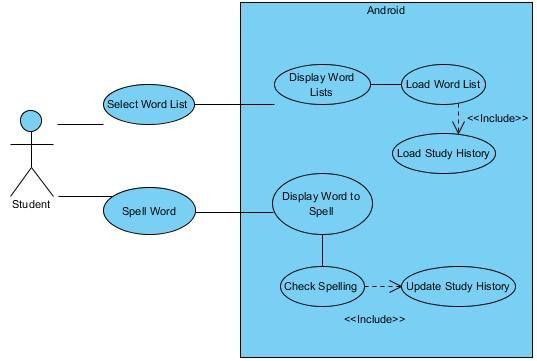 Android
Display Word
Lists
Load Word List
Select Word List
<<Include>>
Load Study History
Student
Spell Word
Display Word to
Spell
Check Spelling
Update Study History
<<Include>>